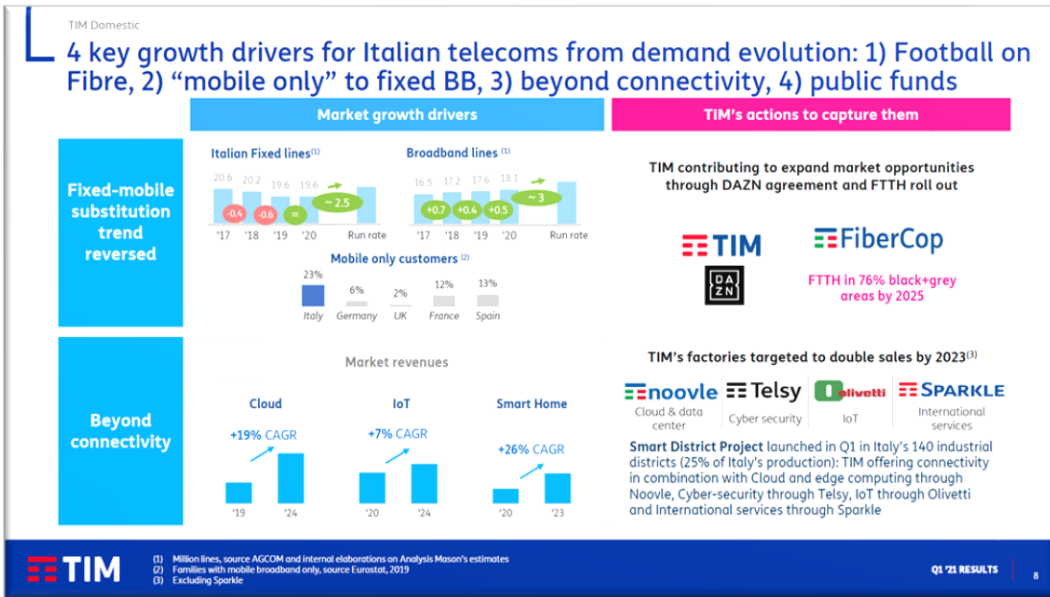 TIM Domestic
4 key growth drivers for Italian telecoms from demand evolution: 1) Football on
Fibre, 2) “mobile only” to fixed BB, 3) beyond connectivity, 4) public funds
Market growth drivers
TIM’s actions to capture them
Fixed-mobile
substitution
trend
reversed
Italian Fixed lines(1)
20.6 20.2 19.6 19.6
-0.4 -0.6 = ~ 2.5
'17 '18 '19 '20 Run rate
Broadband lines (1)
16.5 17.2 17.6 18.1
+0.7 +0.4 +0.5 ~ 3
'17 '18 '19 '20 Run rate
Mobile only customers (2)
23% 6% 2% 12% 13%
Italy Germany UK France Spain
TIM contributing to expand market opportunities
through DAZN agreement and FTTH roll out
TIM
DA
ZN
FiberCop
FTTH in 76% black+grey
areas by 2025
Beyond
connectivity
Market revenues
Cloud
+19% CAGR
'19 '24
IoT
+7% CAGR
'20 '24
Smart Home
+26% CAGR
'20 '23
TIM’s factories targeted to double sales by 2023(3)
noovle
Cloud & data
center
Telsy
Cyber security
olivetti
IoT
SPARKLE
International
services
Smart District Project launched in Q1 in Italy’s 140 industrial
districts (25% of Italy’s production): TIM offering connectivity
in combination with Cloud and edge computing through
Noovle, Cyber-security through Telsy, IoT through Olivetti
and International services through Sparkle
TIM
(1) Million lines, source AGCOM and internal elaborations on Analysis Mason’s estimates
(2) Families with mobile broadband only, source Eurostat, 2019
(3) Excluding Sparkle
Q1 '21 RESULTS
8